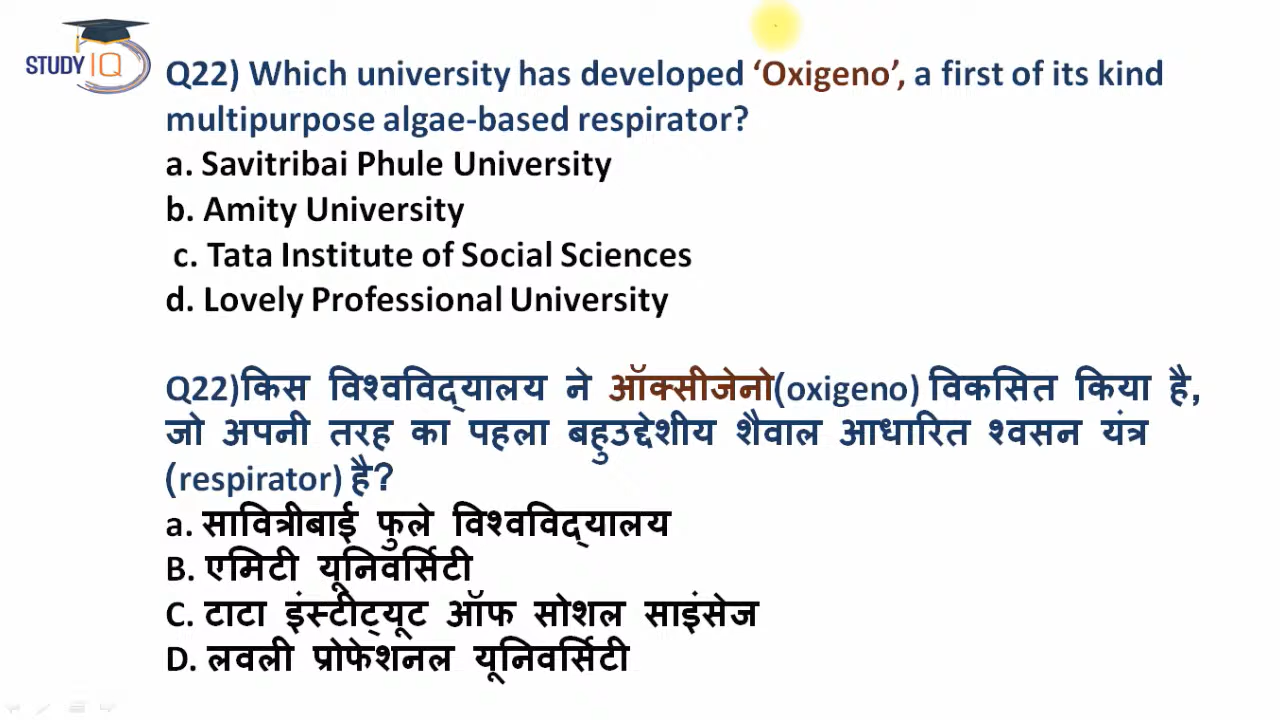 STUDY IQ
Q22) Which university has developed ‘Oxigeno’, a first of its kind
multipurpose algae-based respirator?
a. Savitribai Phule University
b. Amity University
c. Tata Institute of Social Sciences
d. Lovely Professional University
Q22)किस विश्वविद्यालय ने ऑक्सीजेनो(oxigeno) विकसित किया है,
जो अपनी तरह का पहला बहुउद्देशीय शैवाल आधारित श्वसन यंत्र
(respirator) है?
a. सावित्रीबाई फुले विश्वविद्यालय
B. एमिटी यूनिवर्सिटी
C. टाटा इंस्टीट्यूट ऑफ सोशल साइंसेज
D. लवली प्रोफेशनल यूनिवर्सिटी